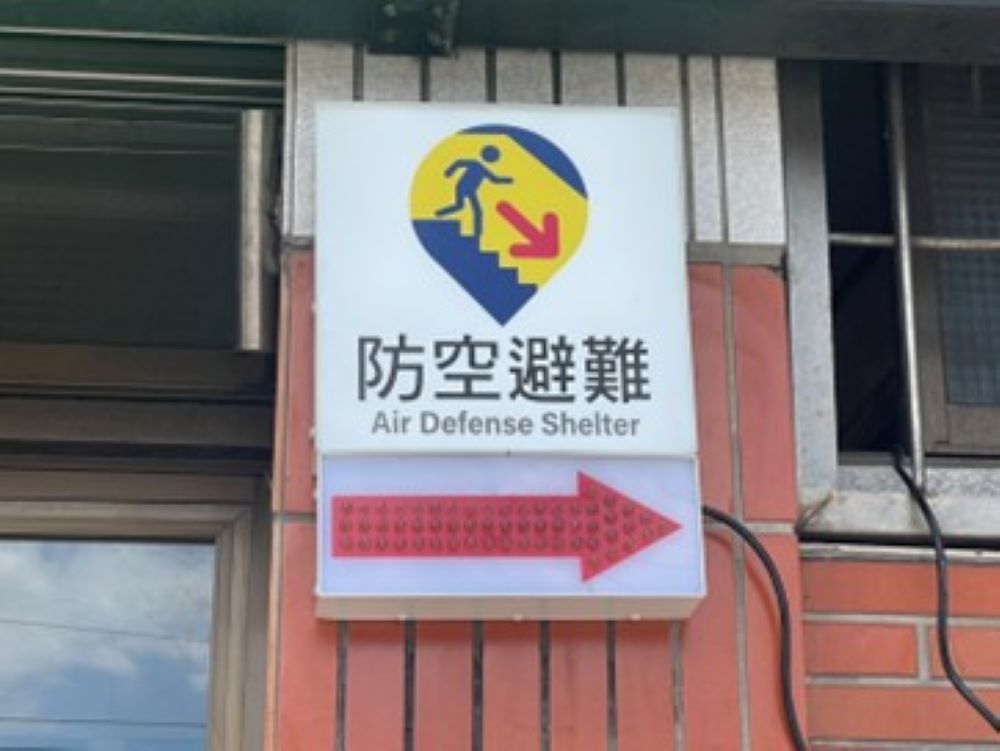 防空避難
Air Defense Shelter